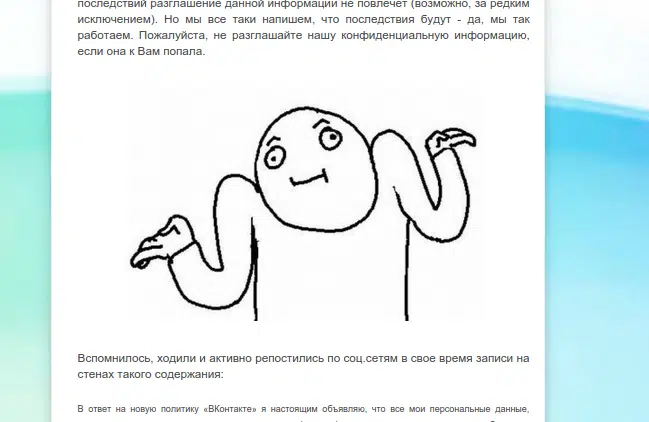 последствий разглашение данной информации не повлечет (возможно, за редким
исключением). Но мы все таки напишем, что последствия будут - да, мы так
работаем. Пожалуйста, не разглашайте нашу конфиденциальную информацию,
если она к Вам попала.
Вспомнилось, ходили и активно репостились по соц.сетям в свое время записи на
стенах такого содержания:
В ответ на новую политику «ВКонтакте» я настоящим объявляю, что все мои персональные данные,